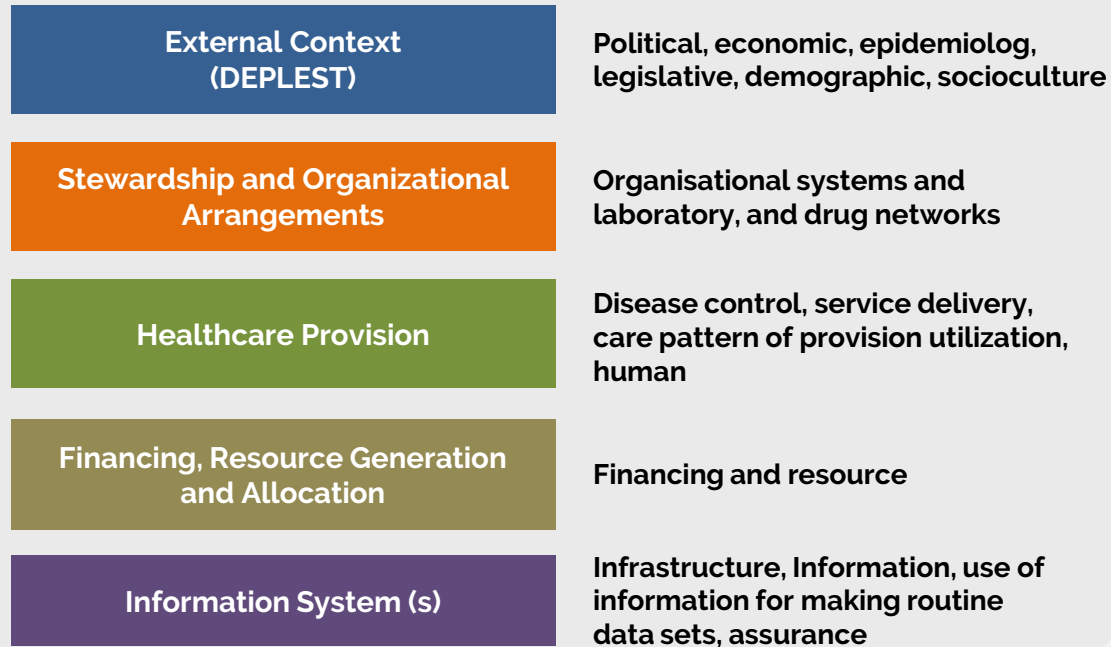 External Context
(DEPLEST)
Political, economic, epidemiolog,
legislative, demographic, socioculture
Stewardship and Organizational
Arrangements
Organisational systems and
laboratory, and drug networks
Healthcare Provision
Disease control, service delivery,
care pattern of provision utilization,
human
Financing, Resource Generation
and Allocation
Financing and resource
Information System (s)
Infrastructure, Information, use of
information for making routine
data sets, assurance